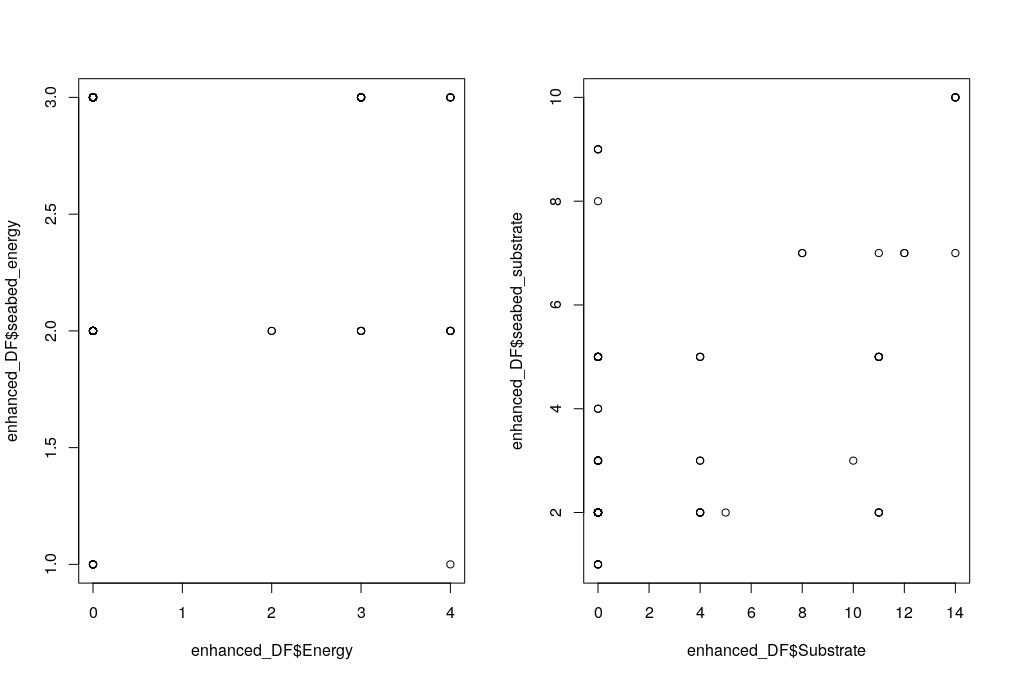 enhanced_DF$seabed_energy
3.0
2.5
2.0
1.5
1.0
0 1 2 3 4
enhanced_DF$Energy
enhanced_DF$seabed_substrate
10
8
6
4
2
0 2 4 6 8 10 12 14
enhanced_DF$Substrate